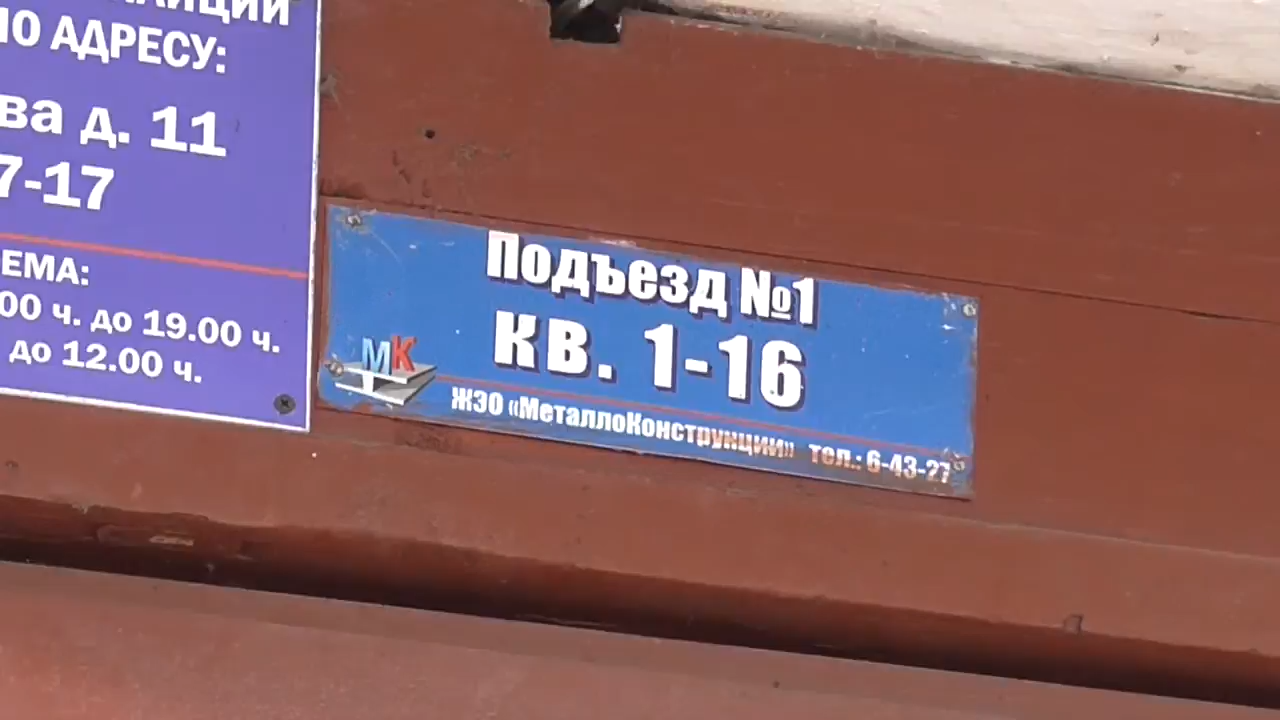 ПО АДРЕСУ:
ва д. 11
7-17
ЕМА:
00 ч. до 19.00 ч.
до 12.00 ч.
Подъезд №1
кв. 1-16
МК
ЖЭО «МеталлоКонструкции» тел.: 6-43-27